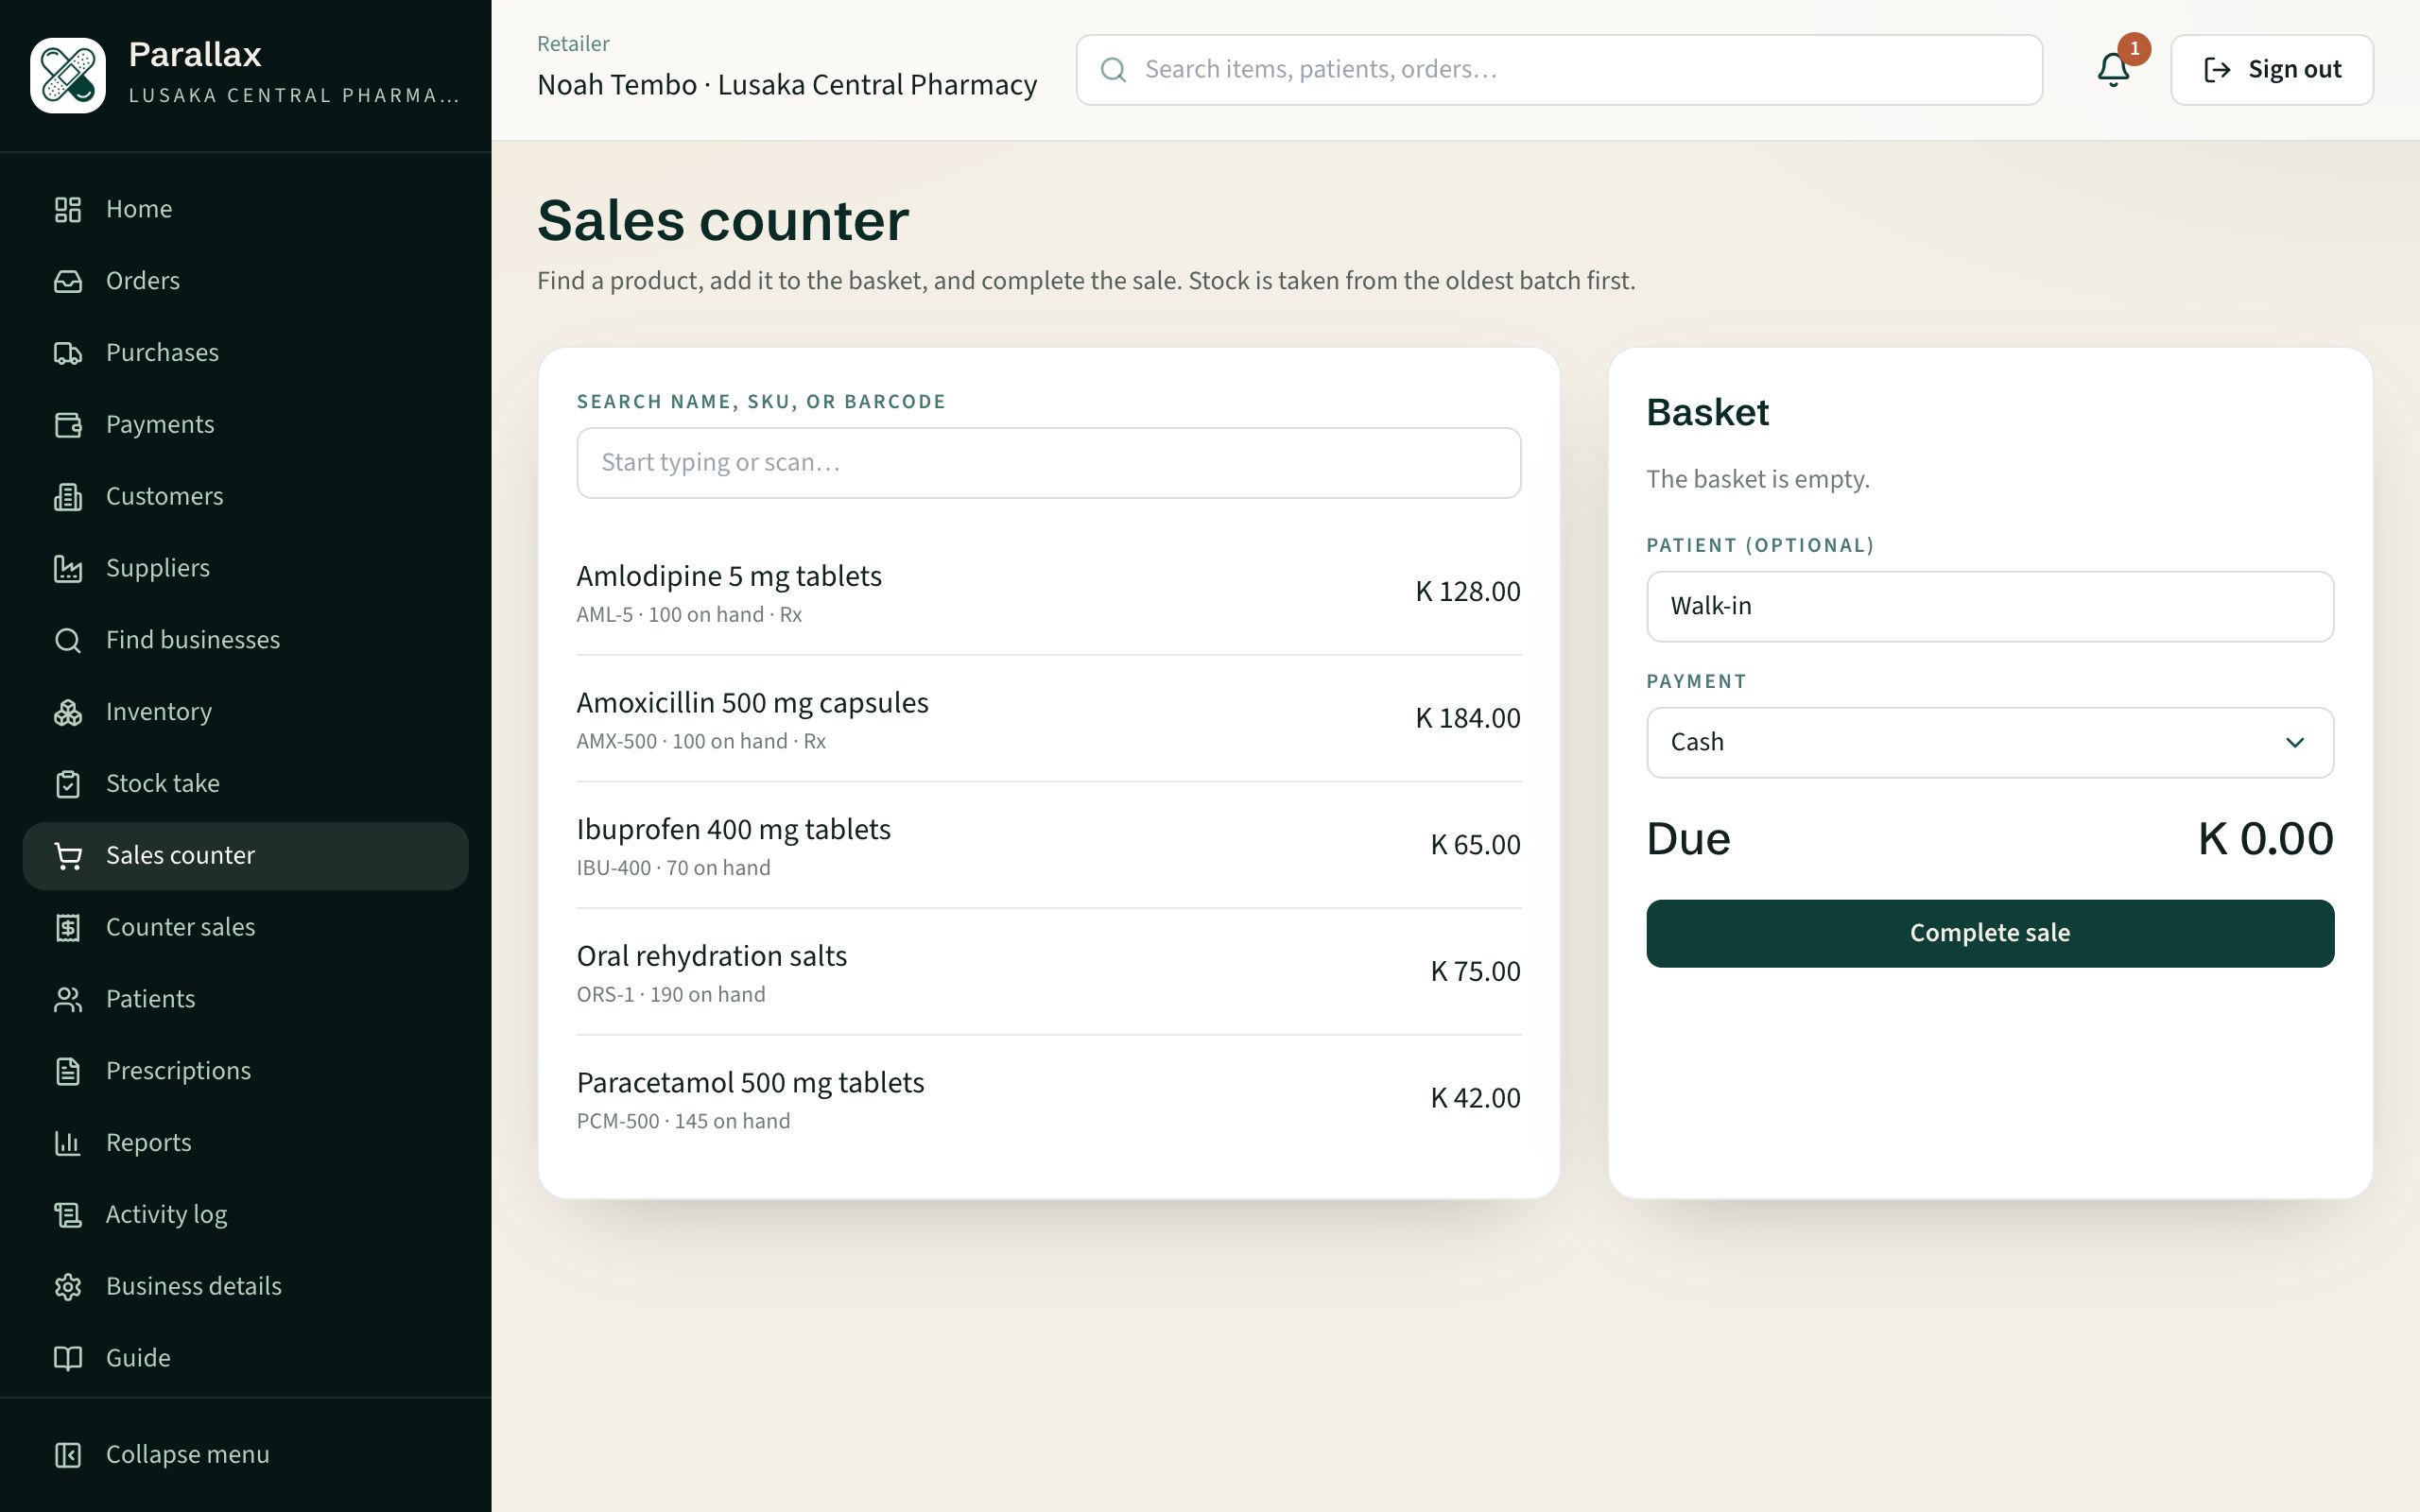 Parallax
LUSAKA CENTRAL PHARMA...
Home
Orders
Purchases
Payments
Customers
Suppliers
Find businesses
Inventory
Stock take
Sales counter
Counter sales
Patients
Prescriptions
Reports
Activity log
Business details
Guide
Collapse menu
Retailer
Noah Tembo · Lusaka Central Pharmacy
Search items, patients, orders...
1
Sign out
Sales counter
Find a product, add it to the basket, and complete the sale. Stock is taken from the oldest batch first.
SEARCH NAME, SKU, OR BARCODE
Start typing or scan...
Amlodipine 5 mg tablets
AML-5 · 100 on hand · Rx
K 128.00
Amoxicillin 500 mg capsules
AMX-500 · 100 on hand · Rx
K 184.00
Ibuprofen 400 mg tablets
IBU-400 · 70 on hand
K 65.00
Oral rehydration salts
ORS-1 · 190 on hand
K 75.00
Paracetamol 500 mg tablets
PCM-500 · 145 on hand
K 42.00
Basket
The basket is empty.
PATIENT (OPTIONAL)
Walk-in
PAYMENT
Cash
Due K 0.00
Complete sale